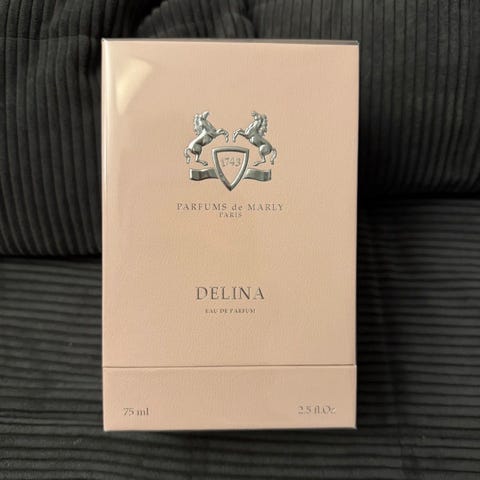 1743
PARFUMS de MARLY
PARIS
DELINA
EAU DE PARFUM
75 ml 2.5 fl.Oz